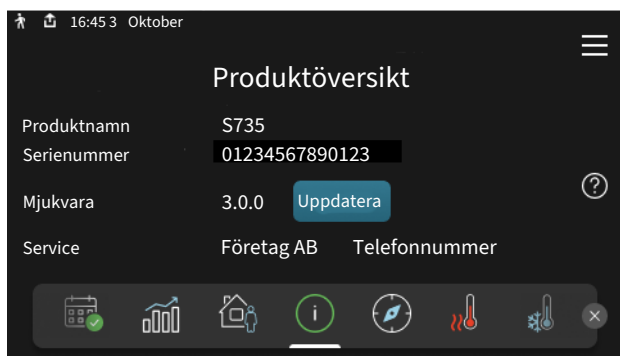 16:45 3 Oktober
Produktöversikt
Produktnamn S735
Serienummer 01234567890123
Mjukvara 3.0.0 Uppdatera
Service Företag AB Telefonnummer